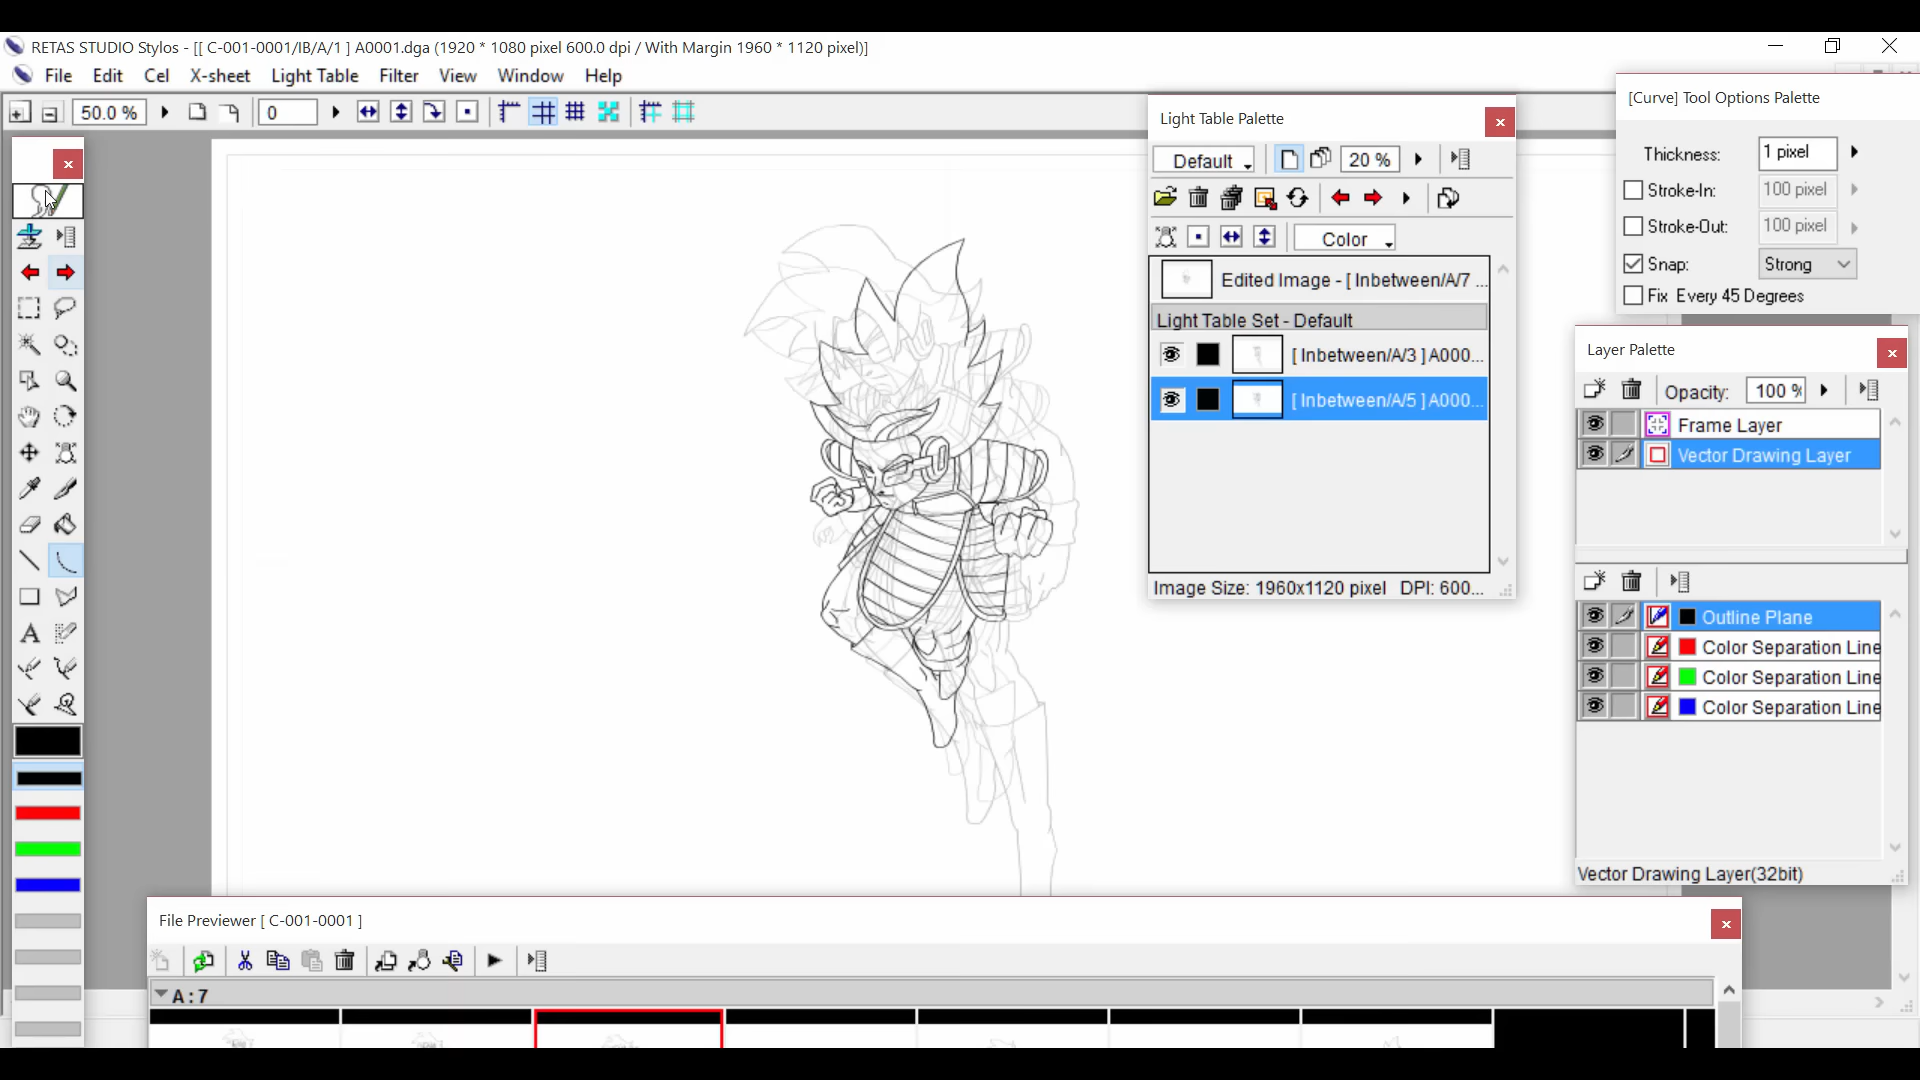 RETAS STUDIO Stylos - [[ C-001-0001/IB/A/1 ] A0001.dga (1920 * 1080 pixel 600.0 dpi / With Margin 1960 * 1120 pixel)]
File Edit Cel X-sheet Light Table Filter View Window Help
50.0 % 0
Light Table Palette
Default 20 %
Color
Edited Image - [ Inbetween/A/7 ...
Light Table Set - Default
[ Inbetween/A/3 ] A000...
[ Inbetween/A/5 ] A000...
Image Size: 1960x1120 pixel DPI: 600...
[Curve] Tool Options Palette
Thickness: 1 pixel
Stroke-In: 100 pixel
Stroke-Out: 100 pixel
Snap: Strong
Fix Every 45 Degrees
Layer Palette
Opacity: 100 %
Frame Layer
Vector Drawing Layer
Outline Plane
Color Separation Line
Color Separation Line
Color Separation Line
Vector Drawing Layer(32bit)
A
File Previewer [ C-001-0001 ]
A:7